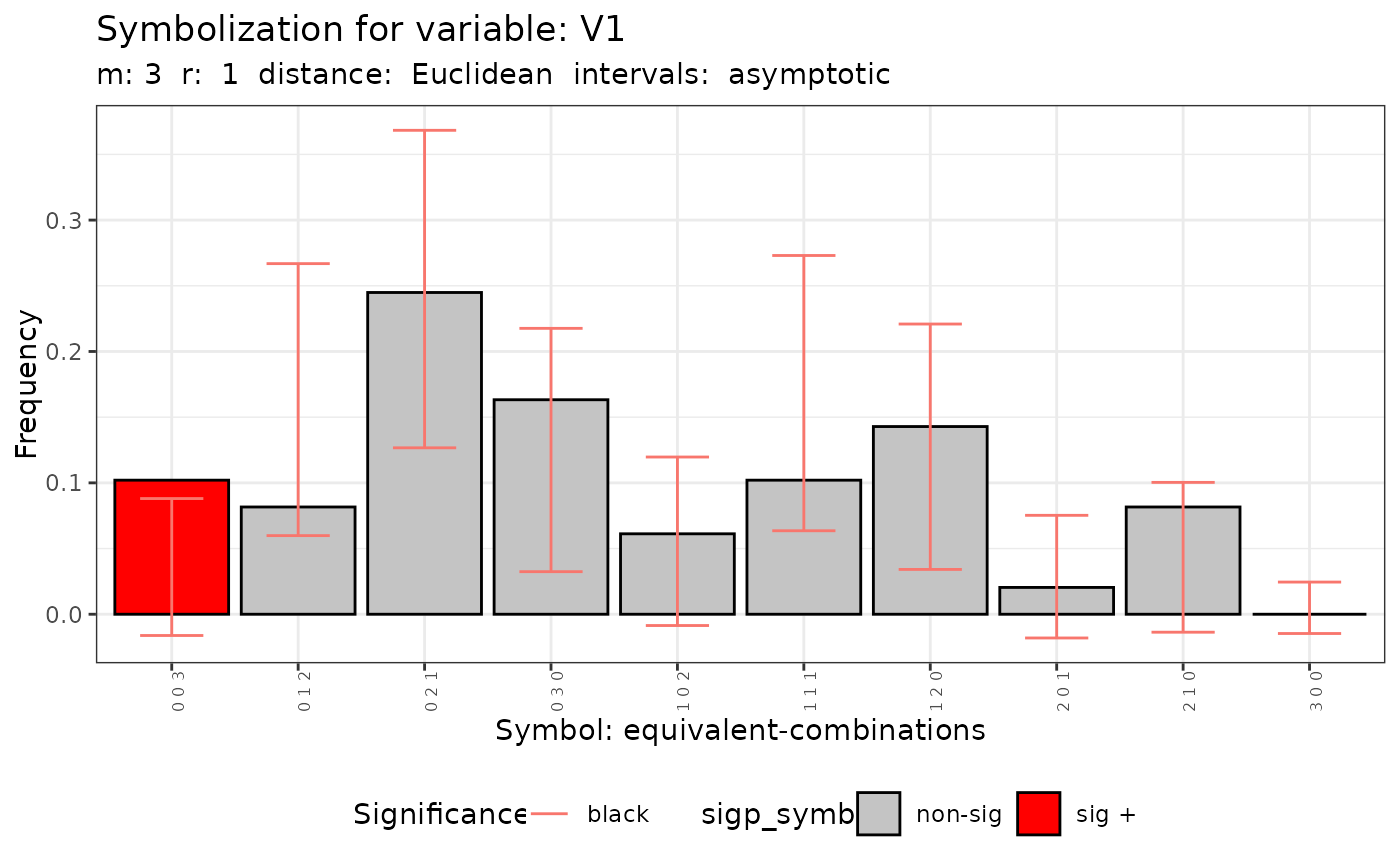 Symbolization for variable: V1
m: 3 r: 1 distance: Euclidean intervals: asymptotic
Frequency
0.3
0.2
0.1
0.0
0 0 3
0 1 2
0 2 1
0 3 0
1 0 2
1 1 1
1 2 0
2 0 1
2 1 0
3 0 0
Symbol: equivalent-combinations
Significance black sigp_symb non-sig sig +